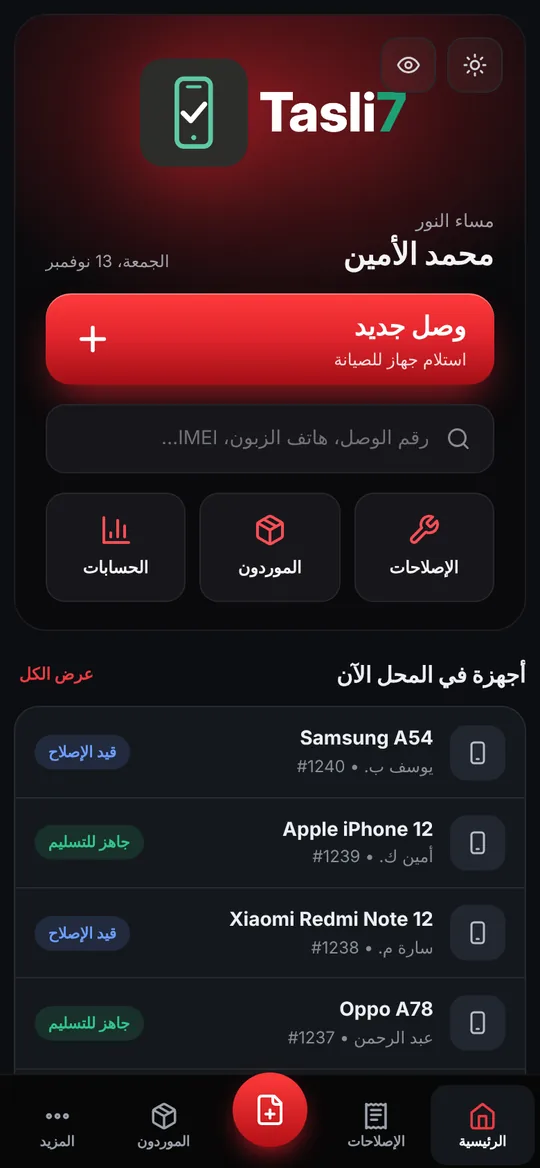 Tasli7
مساء النور
محمد الأمين
الجمعة، 13 نوفمبر
وصل جديد
استلام جهاز للصيانة
رقم الوصل، هاتف الزبون، IMEI...
الإصلاحات
الموردون
الحسابات
أجهزة في المحل الآن
عرض الكل
Samsung A54
يوسف ب. • #1240
قيد الإصلاح
Apple iPhone 12
أمين ك. • #1239
جاهز للتسليم
Xiaomi Redmi Note 12
سارة م. • #1238
قيد الإصلاح
Oppo A78
عبد الرحمن • #1237
جاهز للتسليم
الرئيسية
الإصلاحات
الموردون
المزيد